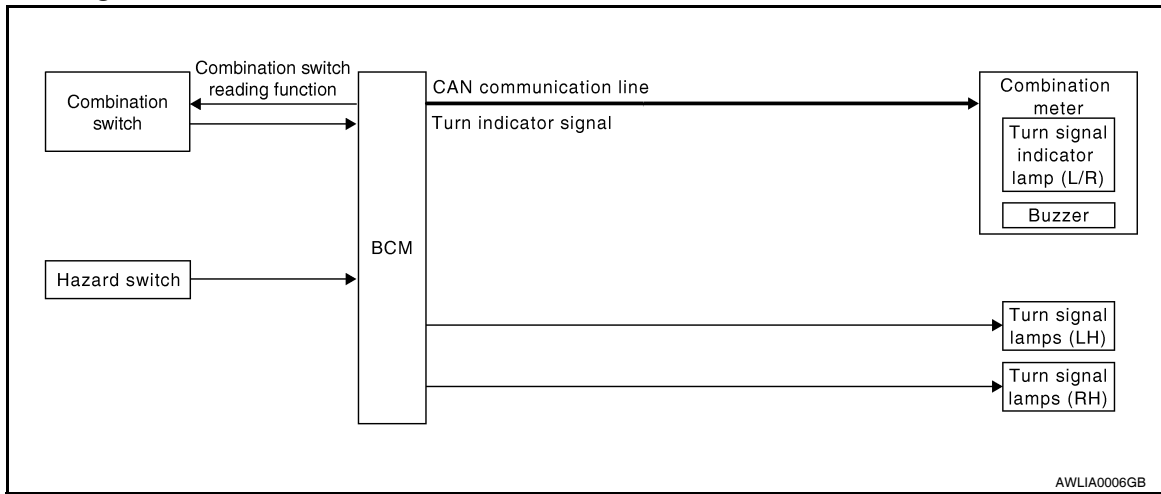 Combination switch
reading function
Combination
switch
CAN communication line
Turn indicator signal
Combination
meter
Turn signal
indicator
lamp (L/R)
Buzzer
BCM
Hazard switch
Turn signal
lamps (LH)
Turn signal
lamps (RH)
AWLIA0006GB